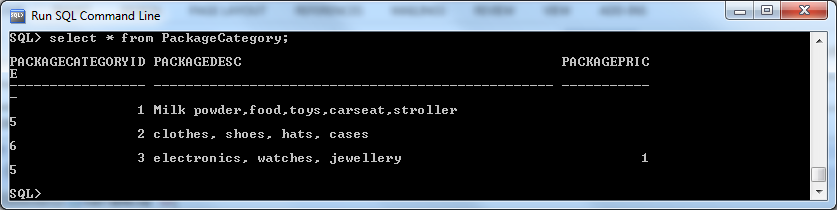 Run SQL Command Line
SQL> select * from PackageCategory;
PACKAGECATEGORYID PACKAGEDESC PACKAGEPRIC
E
----------------- -------------------------------------------------- -----------
-
1 Milk powder,food,toys,carseat,stroller
5
2 clothes, shoes, hats, cases
6
3 electronics, watches, jewellery 1
5
SQL>